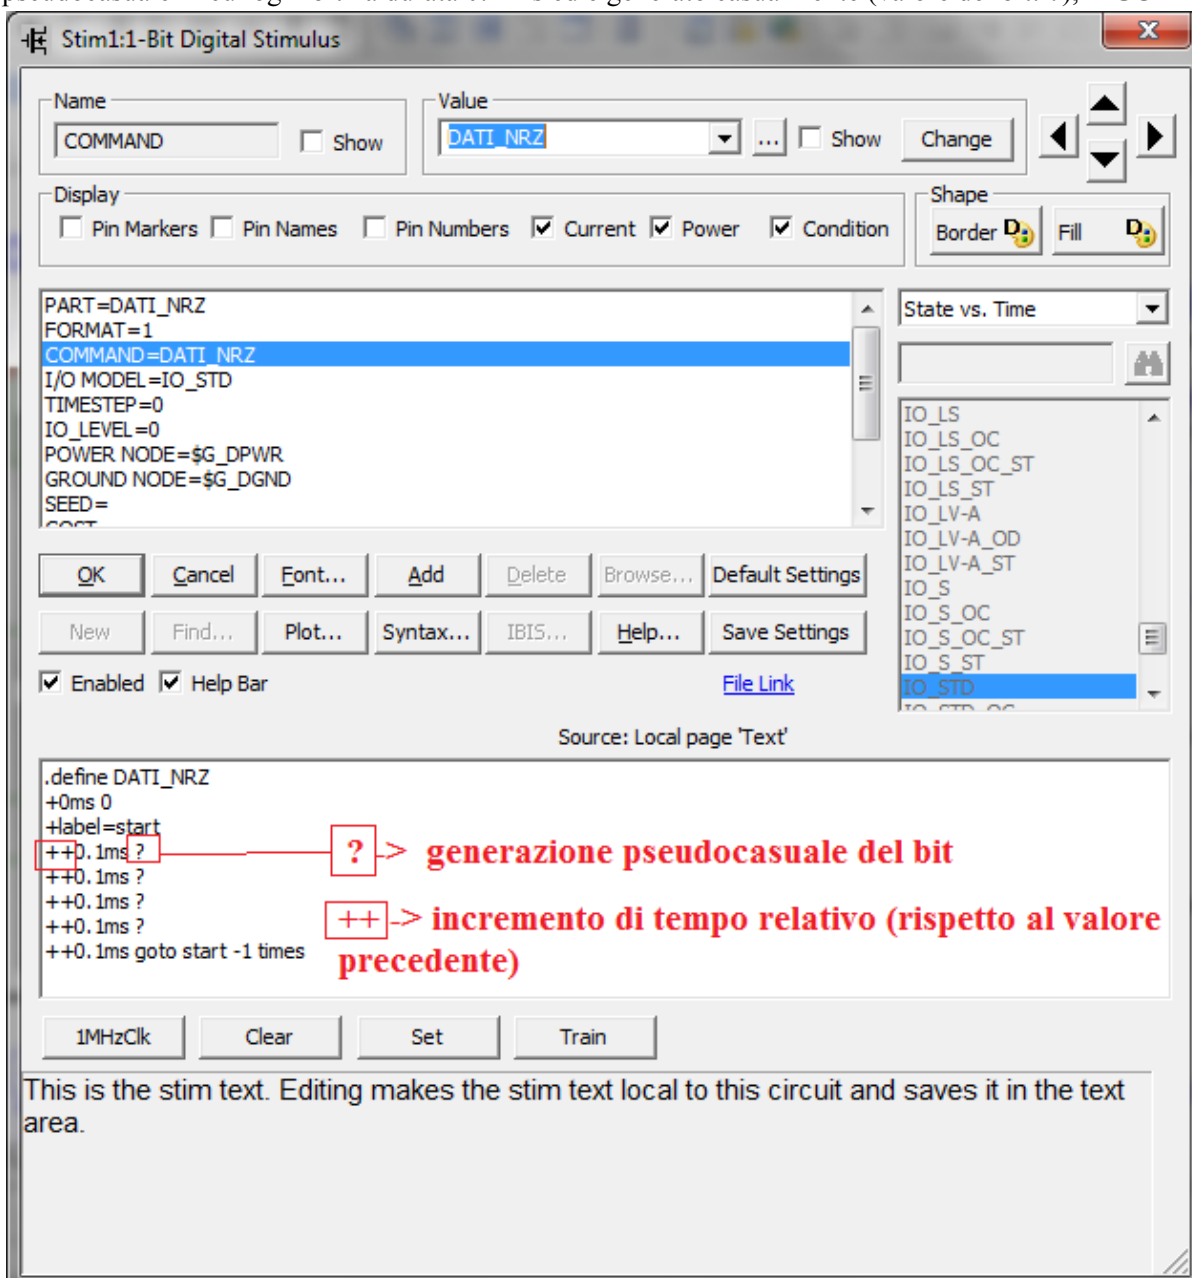 Stim1:1-Bit Digital Stimulus
Name
COMMAND
Show
Value
DATI_NRZ
...
Show
Change
Display
Pin Markers
Pin Names
Pin Numbers
Current
Power
Condition
Shape
Border
Fill
PART=DATI_NRZ
FORMAT=1
COMMAND=DATI_NRZ
I/O MODEL=IO_STD
TIMESTEP=0
IO_LEVEL=0
POWER NODE=$G_DPWR
GROUND NODE=$G_DGND
SEED=
State vs. Time
IO_LS
IO_LS_OC
IO_LS_OC_ST
IO_LS_ST
IO_LV-A
IO_LV-A_OD
IO_LV-A_ST
IO_S
IO_S_OC
IO_S_OC_ST
IO_S_ST
IO_STD
OK
Cancel
Font...
Add
Delete
Browse...
Default Settings
New
Find...
Plot...
Syntax...
IBIS...
Help...
Save Settings
Enabled
Help Bar
File Link
Source: Local page 'Text'
.define DATI_NRZ
+0ms 0
+label=start
++0.1ms ?
++0.1ms ?
++0.1ms ?
++0.1ms ?
++0.1ms goto start -1 times
? -> generazione pseudocasuale del bit
++ -> incremento di tempo relativo (rispetto al valore
precedente)
1MHzClk
Clear
Set
Train
This is the stim text. Editing makes the stim text local to this circuit and saves it in the text
area.